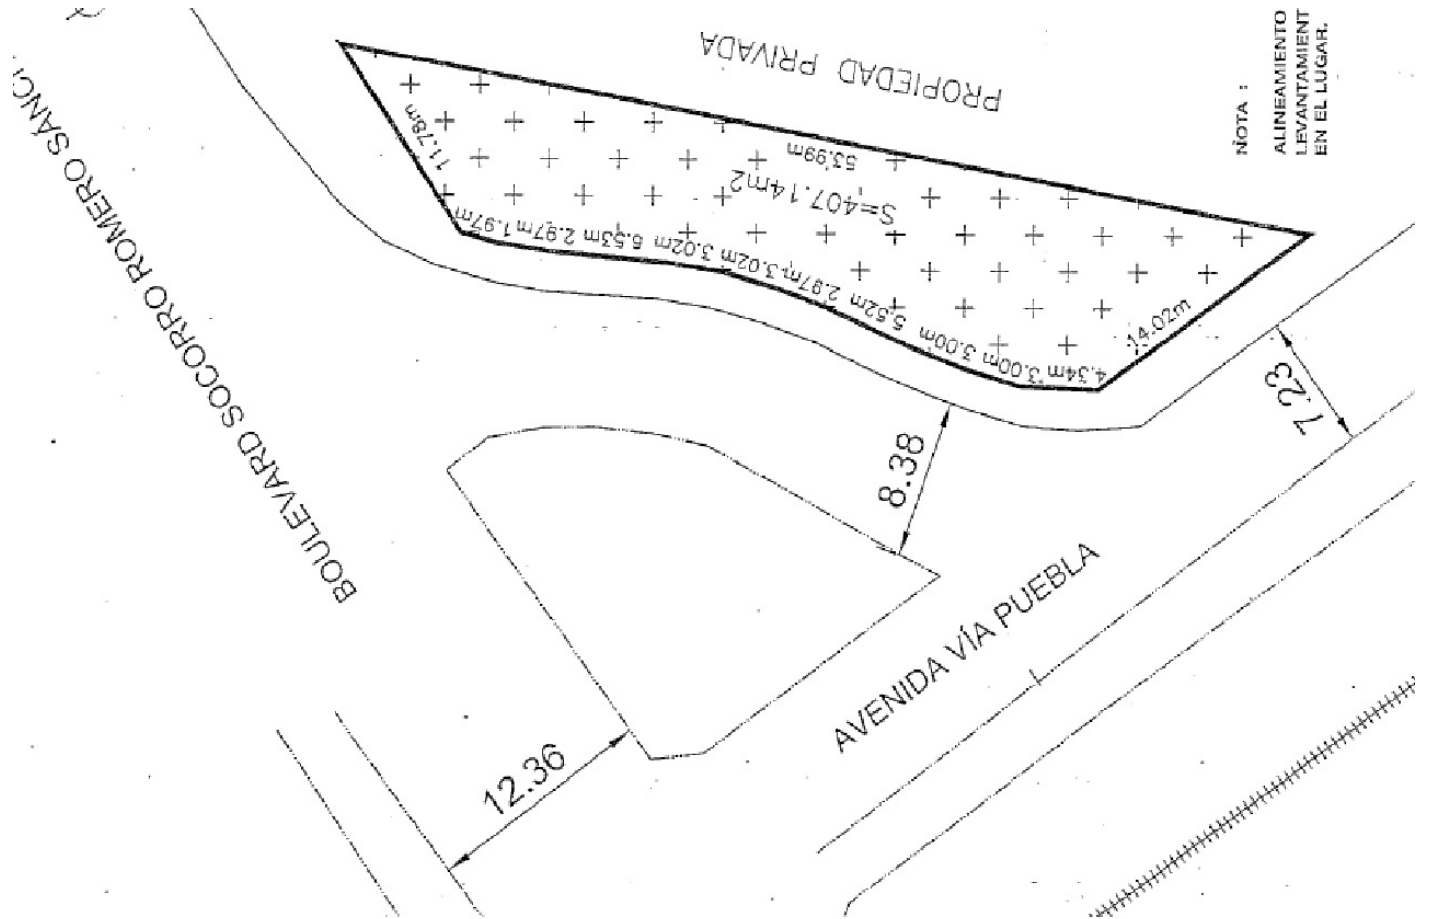 PROPIEDAD PRIVADA
NOTA :
ALINEAMIENTO
LEVANTAMIENT
EN EL LUGAR.
BOULEVARD SOCORRO ROMERO SÁNC
11.78m
53.99m
S=407.14m2
1.97m
2.97m
6.53m
3.02m
3.02m
2.97m
5.52m
3.00m
3.00m
4.34m
14.02m
7.23
8.38
12.36
AVENIDA VÍA PUEBLA